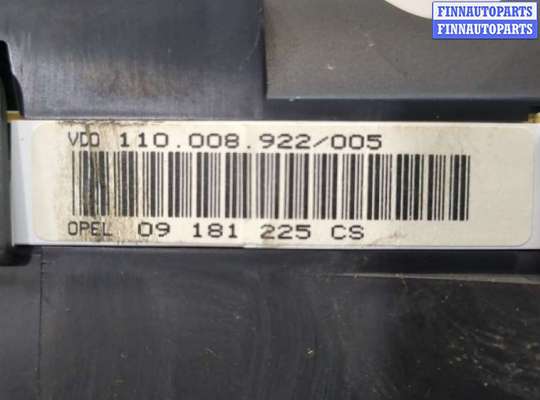 FINNAUTOPARTS
FINNAUTOPARTS
VDO 110.008.922/005
OPEL 09 181 225 CS